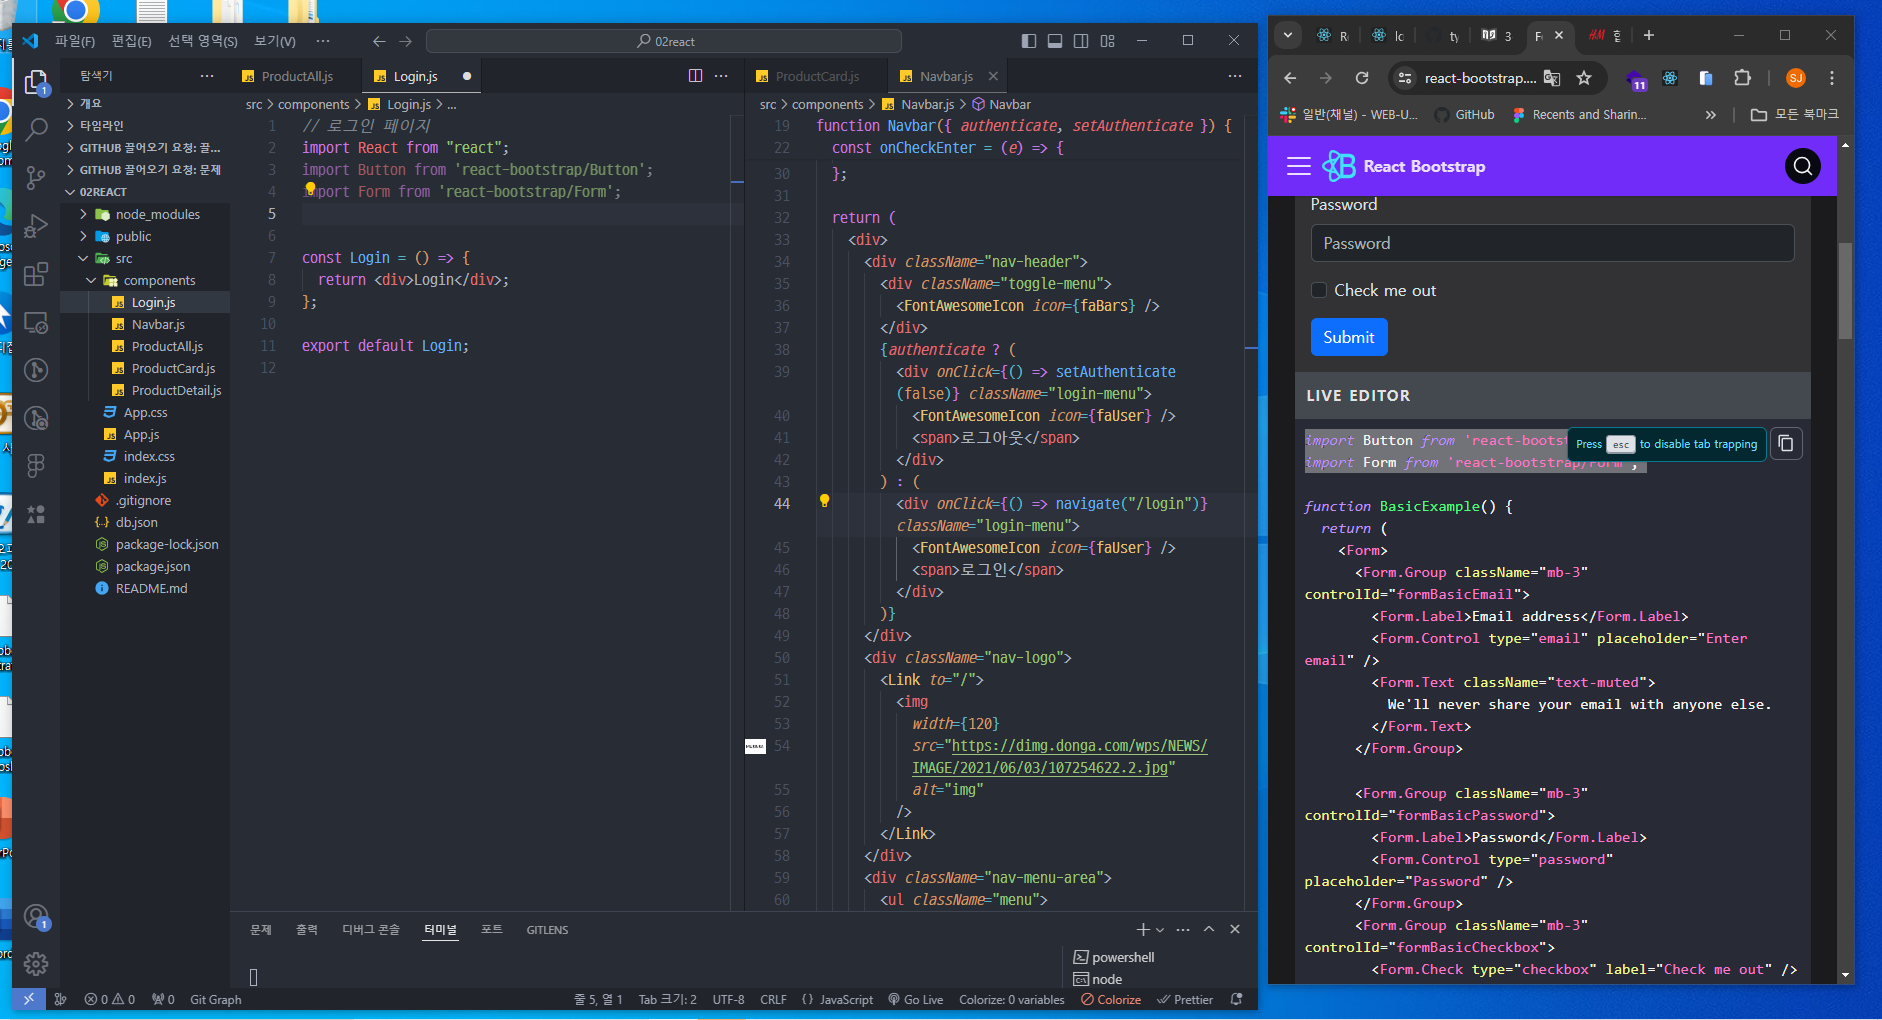 파일(F) 편집(E) 선택 영역(S) 보기(V) ··· 02react
탐색기 ···
개요
타임라인
GITHUB 끌어오기 요청: 끌...
GITHUB 끌어오기 요청: 문제
02REACT
node_modules
public
src
components
Login.js
Navbar.js
ProductAll.js
ProductCard.js
ProductDetail.js
App.css
App.js
index.css
index.js
.gitignore
db.json
package-lock.json
package.json
README.md
ProductAll.js Login.js
src > components > Login.js > ...
1 // 로그인 페이지
2 import React from "react";
3 import Button from 'react-bootstrap/Button';
4 import Form from 'react-bootstrap/Form';
5
6
7 const Login = () => {
8 return <div>Login</div>;
9 };
10
11 export default Login;
12
ProductCard.js Navbar.js
src > components > Navbar.js > Navbar
19 function Navbar({ authenticate, setAuthenticate }) {
22 const onCheckEnter = (e) => {
30 };
31
32 return (
33 <div>
34 <div className="nav-header">
35 <div className="toggle-menu">
36 <FontAwesomeIcon icon={faBars} />
37 </div>
38 {authenticate ? (
39 <div onClick={() => setAuthenticate
(false)} className="login-menu">
40 <FontAwesomeIcon icon={faUser} />
41 <span>로그아웃</span>
42 </div>
43 ) : (
44 <div onClick={() => navigate("/login")}
className="login-menu">
45 <FontAwesomeIcon icon={faUser} />
46 <span>로그인</span>
47 </div>
48 )}
49 </div>
50 <div className="nav-logo">
51 <Link to="/">
52 <img
53 width={120}
54 src="https://dimg.donga.com/wps/NEWS/
IMAGE/2021/06/03/107254622.2.jpg"
55 alt="img"
56 />
57 </Link>
58 </div>
59 <div className="nav-menu-area">
60 <ul className="menu">
문제 출력 디버그 콘솔 터미널 포트 GITLENS
powershell
node
0 0 0 Git Graph 줄 5, 열 1 Tab 크기: 2 UTF-8 CRLF {} JavaScript Go Live Colorize: 0 variables Colorize Prettier
react-bootstrap.... 11 SJ
일반(채널) - WEB-U... GitHub Recents and Sharin... » 모든 북마크
React Bootstrap
Password
Password
Check me out
Submit
LIVE EDITOR
import Button from 'react-bootst
Press esc to disable tab trapping
import Form from 'react-bootstrap/Form';
function BasicExample() {
return (
<Form>
<Form.Group className="mb-3"
controlId="formBasicEmail">
<Form.Label>Email address</Form.Label>
<Form.Control type="email" placeholder="Enter
email" />
<Form.Text className="text-muted">
We'll never share your email with anyone else.
</Form.Text>
</Form.Group>
<Form.Group className="mb-3"
controlId="formBasicPassword">
<Form.Label>Password</Form.Label>
<Form.Control type="password"
placeholder="Password" />
</Form.Group>
<Form.Group className="mb-3"
controlId="formBasicCheckbox">
<Form.Check type="checkbox" label="Check me out" />